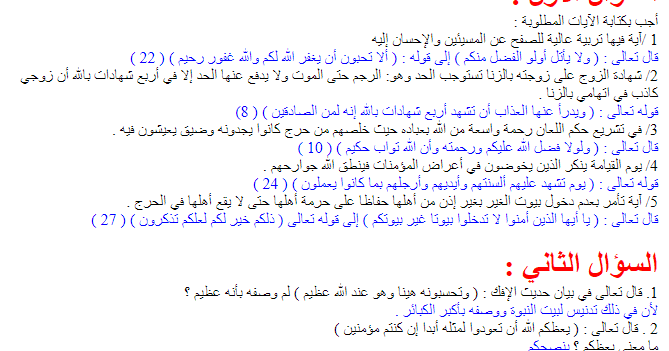 أجب بكتابة الآيات المطلوبة :
1 /آية فيها تربية عالية للصفح عن المسيئين والإحسان إليه
قال تعالى : ( ولا يأتل أولو الفضل منكم ) إلى قوله : ( ألا تحبون أن يغفر الله لكم والله غفور رحيم ) ( 22 )
2/ شهادة الزوج على زوجته بالزنا تستوجب الحد وهو: الرجم حتى الموت ولا يدفع عنها الحد إلا في أربع شهادات بالله أن زوجي
كاذب في اتهامي بالزنا .
قوله تعالى : ( ويدرأ عنها العذاب أن تشهد أربع شهادات بالله إنه لمن الصادقين ) ( 8)
3/ في تشريع حكم اللعان رحمة واسعة من الله بعباده حيث خلصهم من حرج كانوا يجدونه وضيق يعيشون فيه .
قال تعالى : ( ولولا فضل الله عليكم ورحمته وأن الله تواب حكيم ) ( 10 )
4/ يوم القيامة ينكر الذين يخوضون في أعراض المؤمنات فينطق الله جوارحهم .
قوله تعالى : ( يوم تشهد عليهم ألسنتهم وأيديهم وأرجلهم بما كانوا يعملون ) ( 24 )
5/ آية تأمر بعدم دخول بيوت الغير بغير إذن من أهلها حفاظا على حرمة أهلها حتى لا يقع أهلها في الحرج .
قال تعالى : ( يا أيها الذين أمنوا لا تدخلوا بيوتا غير بيوتكم ) إلى قوله تعالى ( ذلكم خير لكم لعلكم تذكرون ) ( 27 )
السؤال الثاني :
1. قال تعالى في بيان حديث الإفك : ( وتحسبونه هينا وهو عند الله عظيم ) لم وصفه بأنه عظيم ؟
لأن في ذلك تدنيس لبيت النبوة ووصفه بأكبر الكبائر .
2 . قال تعالى : ( يعظكم الله أن تعودوا لمثله أبدا إن كنتم مؤمنين )
ما معنى يعظكم ؟ ينصحكم